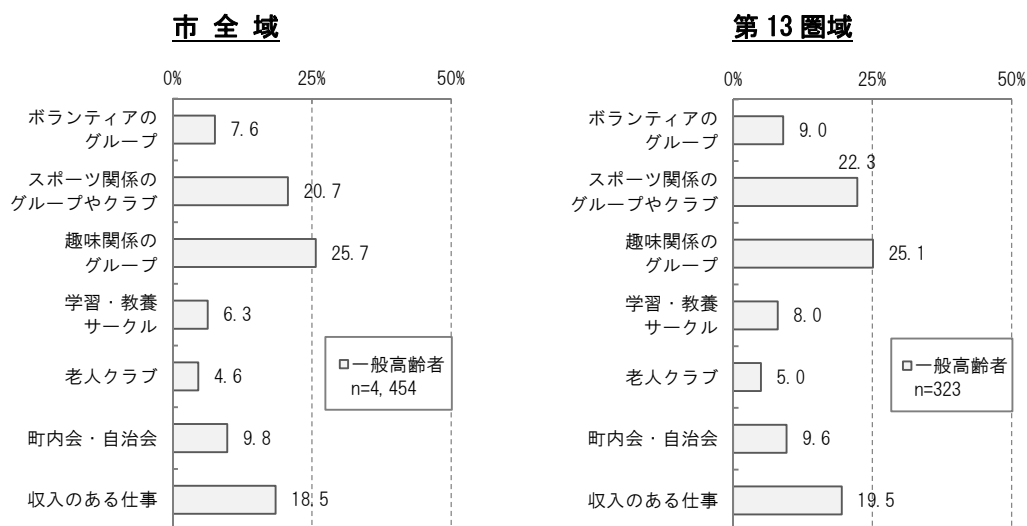 市 全 域
0%
25%
50%
ボランティアの
グループ
7.6
スポーツ関係の
グループやクラブ
20.7
趣味関係の
グループ
25.7
学習・教養
サークル
6.3
老人クラブ
4.6
町内会・自治会
9.8
収入のある仕事
18.5
一般高齢者
n=4,454
第 13 圏域
0%
25%
50%
ボランティアの
グループ
9.0
スポーツ関係の
グループやクラブ
22.3
趣味関係の
グループ
25.1
学習・教養
サークル
8.0
老人クラブ
5.0
町内会・自治会
9.6
収入のある仕事
19.5
一般高齢者
n=323